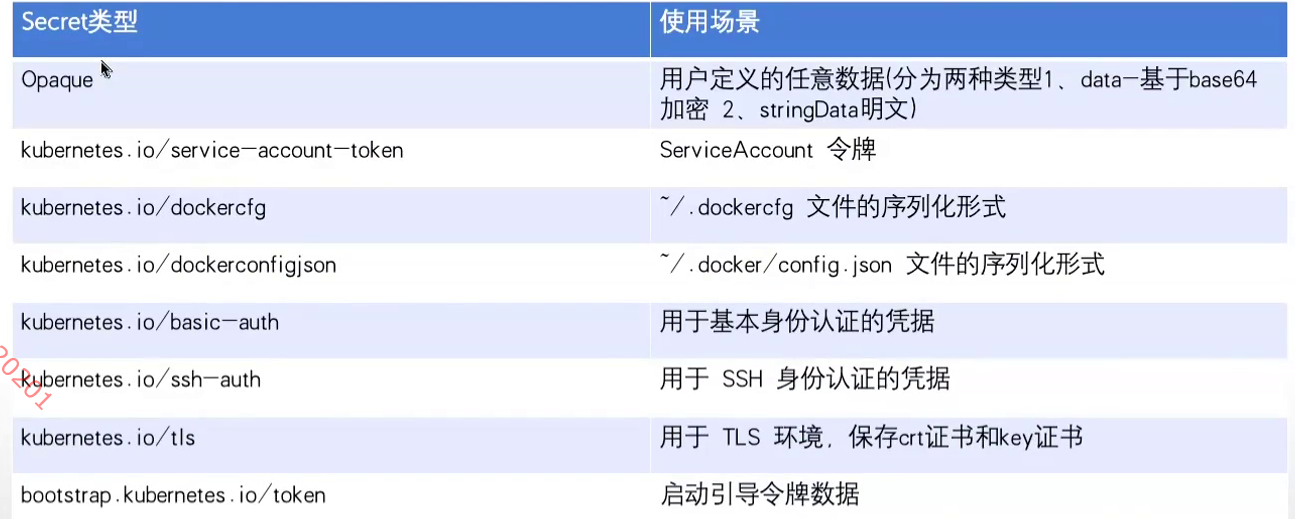 Secret类型 使用场景
Opaque 用户定义的任意数据(分为两种类型1、data-基于base64
加密 2、stringData明文)
kubernetes.io/service-account-token ServiceAccount 令牌
kubernetes.io/dockercfg ~/.dockercfg 文件的序列化形式
kubernetes.io/dockerconfigjson ~/.docker/config.json 文件的序列化形式
kubernetes.io/basic-auth 用于基本身份认证的凭据
kubernetes.io/ssh-auth 用于 SSH 身份认证的凭据
kubernetes.io/tls 用于 TLS 环境，保存crt证书和key证书
bootstrap.kubernetes.io/token 启动引导令牌数据
20201